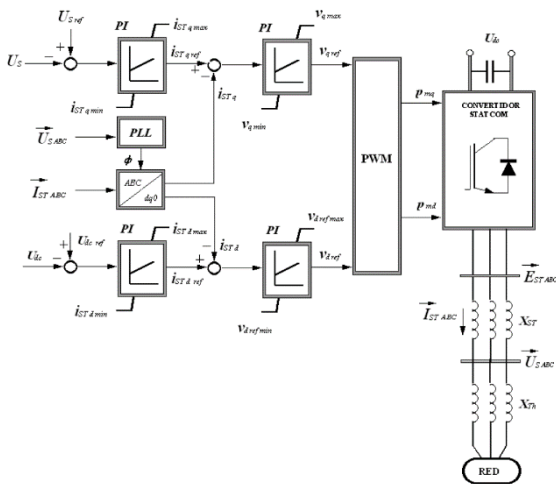 U_S ref
U_S
PI
i_ST q max
i_ST q ref
i_ST q min
i_ST q
PI
v_q max
v_q ref
v_q min
U_S ABC
PLL
ϕ
I_ST ABC
ABC
dq0
U_dc
U_dc ref
PI
i_ST d max
i_ST d ref
i_ST d min
i_ST d
PI
v_d ref max
v_d ref
v_d ref min
PWM
p_mq
p_md
U_dc
CONVERTIDOR
STATCOM
E_ST ABC
I_ST ABC
X_ST
U_S ABC
X_Th
RED